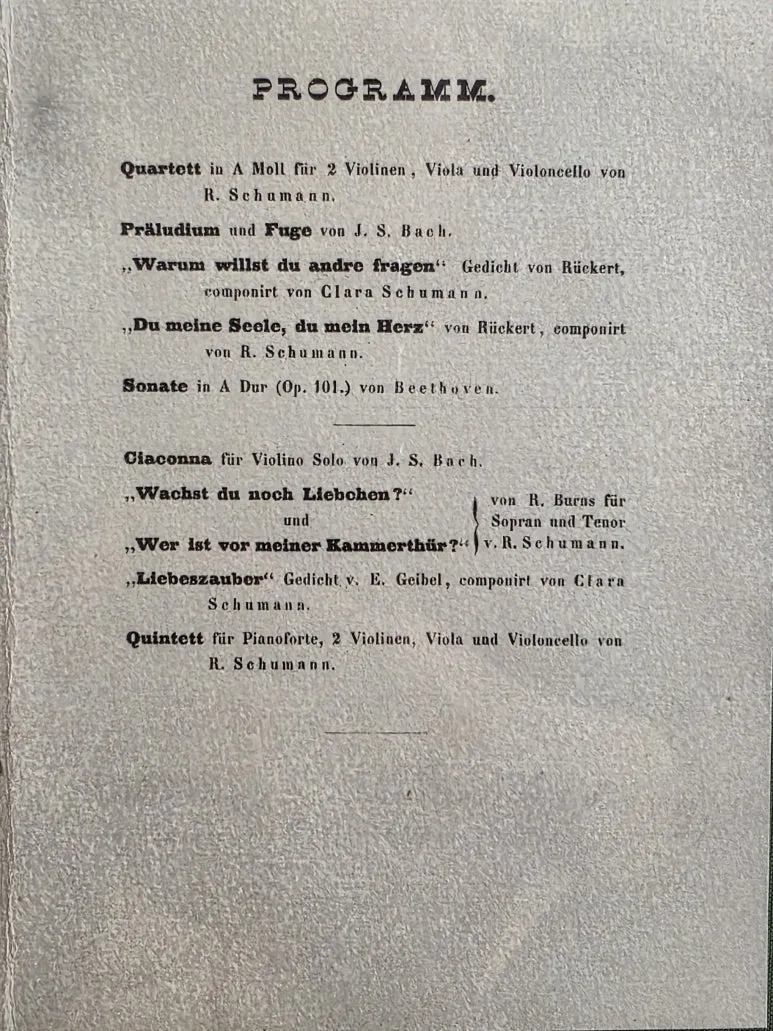 PROGRAMM.
Quartett in A Moll für 2 Violinen, Viola und Violoncello von
R. Schumann.
Präludium und Fuge von J. S. Bach.
„Warum willst du andre fragen“ Gedicht von Rückert,
componirt von Clara Schumann.
„Du meine Seele, du mein Herz“ von Rückert, componirt
von R. Schumann.
Sonate in A Dur (Op. 101.) von Beethoven.
Ciaconna für Violino Solo von J. S. Bach.
„Wachst du noch Liebchen?“
und
„Wer ist vor meiner Kammerthür?“
von R. Burns für
Sopran und Tenor
v. R. Schumann.
„Liebeszauber“ Gedicht v. E. Geibel, componirt von Clara
Schumann.
Quintett für Pianoforte, 2 Violinen, Viola und Violoncello von
R. Schumann.